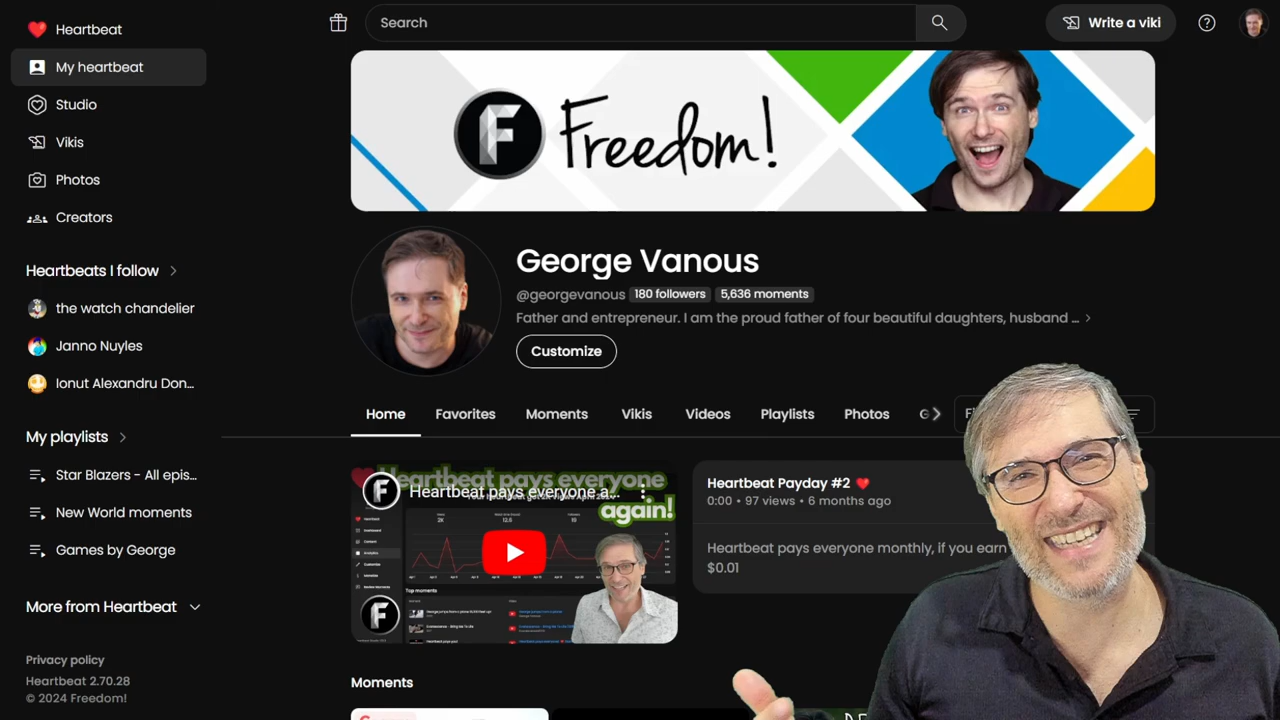 Heartbeat
My heartbeat
Studio
Vikis
Photos
Creators
Heartbeats I follow
the watch chandelier
Janno Nuyles
Ionut Alexandru Don...
My playlists
Star Blazers - All epis...
New World moments
Games by George
More from Heartbeat
Privacy policy
Heartbeat 2.70.28
© 2024 Freedom!
Search
Write a viki
F Freedom!
George Vanous
@georgevanous 180 followers 5,636 moments
Father and entrepreneur. I am the proud father of four beautiful daughters, husband ...
Customize
Home Favorites Moments Vikis Videos Playlists Photos
Heartbeat pays everyone
Heartbeat pays everyone a...
again!
Top moments
Heartbeat Payday #2
0:00 • 97 views • 6 months ago
Heartbeat pays everyone monthly, if you earn
$0.01
Moments